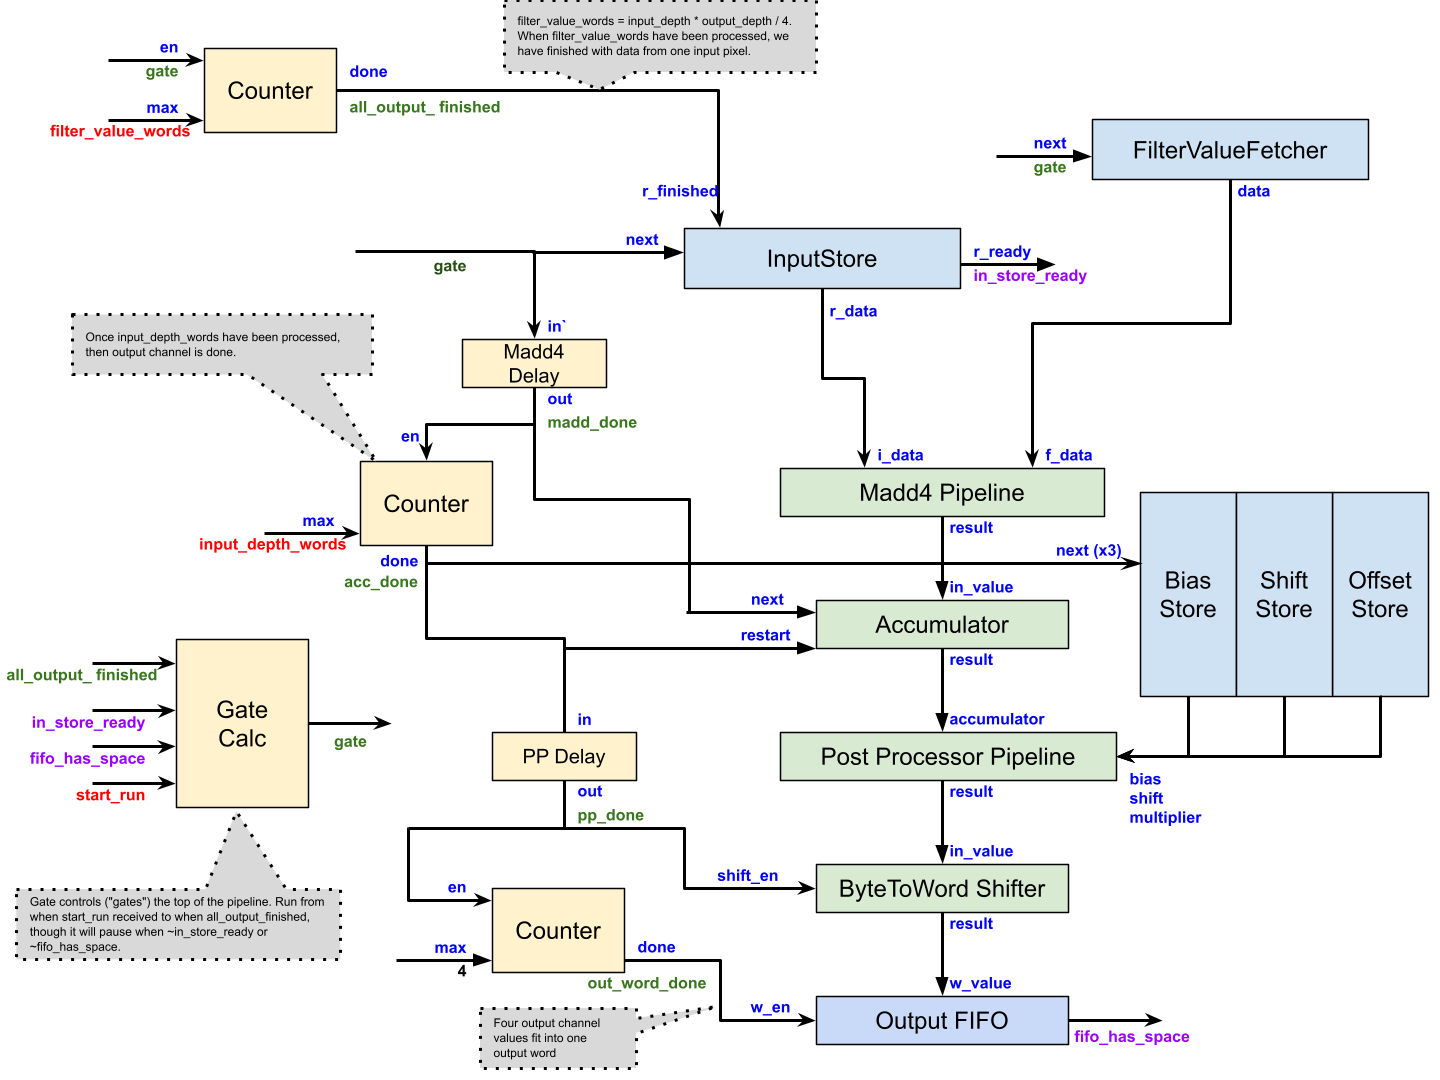 filter_value_words = input_depth * output_depth / 4.
When filter_value_words have been processed, we
have finished with data from one input pixel.
en
gate
max
filter_value_words
Counter
done
all_output_ finished
next
gate
FilterValueFetcher
data
r_finished
next
gate
InputStore
r_ready
in_store_ready
r_data
in`
Madd4
Delay
out
madd_done
Once input_depth_words have been processed,
then output channel is done.
en
Counter
max
input_depth_words
done
acc_done
i_data
f_data
Madd4 Pipeline
result
next (x3)
Bias
Store
Shift
Store
Offset
Store
in_value
next
restart
Accumulator
result
all_output_ finished
in_store_ready
fifo_has_space
start_run
Gate
Calc
gate
in
PP Delay
out
pp_done
accumulator
Post Processor Pipeline
result
bias
shift
multiplier
in_value
shift_en
ByteToWord Shifter
result
Gate controls ("gates") the top of the pipeline. Run from
when start_run received to when all_output_finished,
though it will pause when ~in_store_ready or
~fifo_has_space.
en
max
4
Counter
done
out_word_done
Four output channel
values fit into one
output word
w_en
w_value
Output FIFO
fifo_has_space